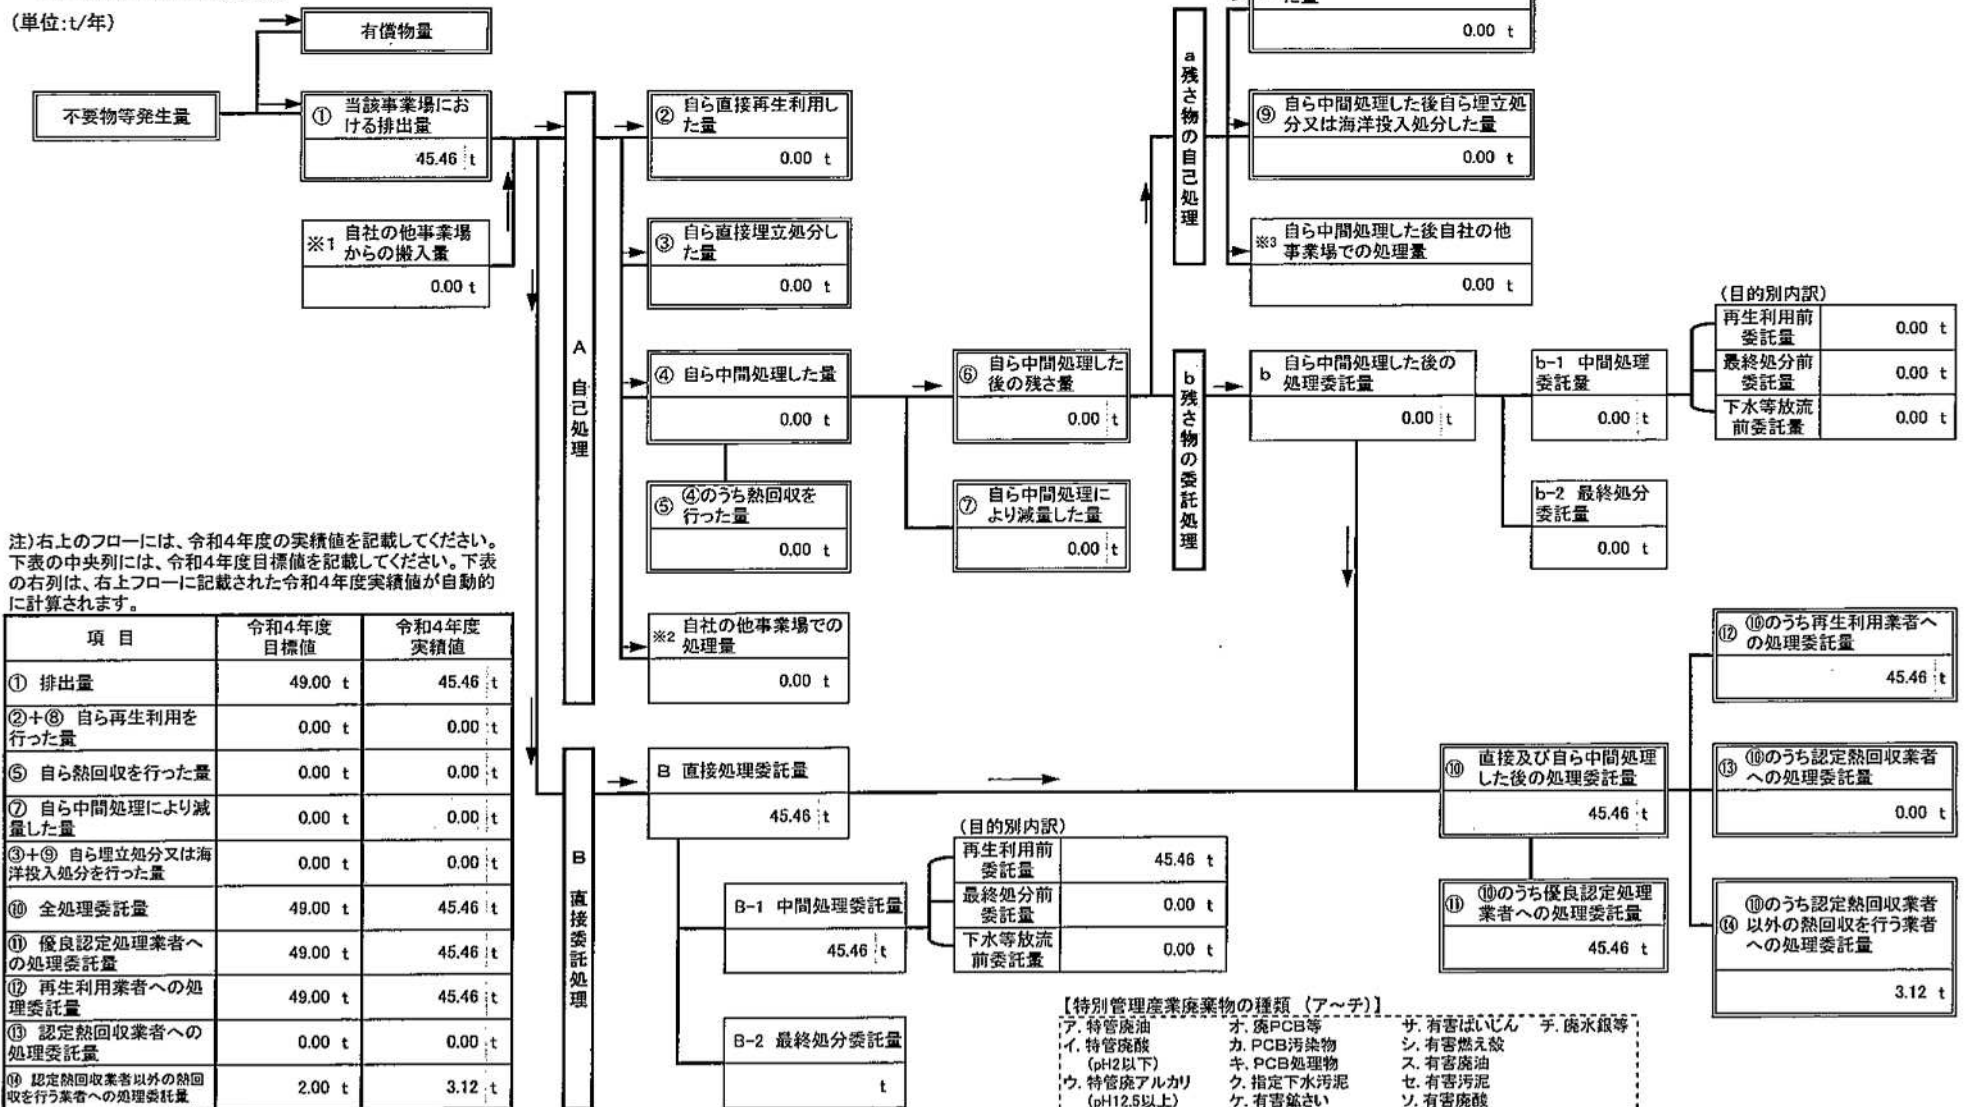 (単位:t/年)
有償物量
不要物等発生量
① 当該事業場にお
ける排出量
45.46 t
※1 自社の他事業場
からの搬入量
0.00 t
A 自己処理
② 自ら直接再生利用し
た量
0.00 t
③ 自ら直接埋立処分し
た量
0.00 t
④ 自ら中間処理した量
0.00 t
⑤ ④のうち熱回収を
行った量
0.00 t
※2 自社の他事業場での
処理量
0.00 t
⑥ 自ら中間処理した
後の残さ量
0.00 t
⑦ 自ら中間処理に
より減量した量
0.00 t
a 残さ物の自己処理
た量
0.00 t
⑨ 自ら中間処理した後自ら埋立処
分又は海洋投入処分した量
0.00 t
※3 自ら中間処理した後自社の他
事業場での処理量
0.00 t
b 残さ物の委託処理
b 自ら中間処理した後の
処理委託量
0.00 t
b-1 中間処理
委託量
0.00 t
(目的別内訳)
再生利用前
委託量
0.00 t
最終処分前
委託量
0.00 t
下水等放流
前委託量
0.00 t
b-2 最終処分
委託量
0.00 t
注)右上のフローには、令和4年度の実績値を記載してください。
下表の中央列には、令和4年度目標値を記載してください。下表
の右列は、右上フローに記載された令和4年度実績値が自動的
に計算されます。
項 目
令和4年度
目標値
令和4年度
実績値
① 排出量
49.00 t
45.46 t
②+⑧ 自ら再生利用を
行った量
0.00 t
0.00 t
⑤ 自ら熱回収を行った量
0.00 t
0.00 t
⑦ 自ら中間処理により減
量した量
0.00 t
0.00 t
③+⑨ 自ら埋立処分又は海
洋投入処分を行った量
0.00 t
0.00 t
⑩ 全処理委託量
49.00 t
45.46 t
⑪ 優良認定処理業者へ
の処理委託量
49.00 t
45.46 t
⑫ 再生利用業者への処
理委託量
49.00 t
45.46 t
⑬ 認定熱回収業者への
処理委託量
0.00 t
0.00 t
⑭ 認定熱回収業者以外の熱回
収を行う業者への処理委託量
2.00 t
3.12 t
B 直接委託処理
B 直接処理委託量
45.46 t
B-1 中間処理委託量
45.46 t
(目的別内訳)
再生利用前
委託量
45.46 t
最終処分前
委託量
0.00 t
下水等放流
前委託量
0.00 t
B-2 最終処分委託量
t
⑩ 直接及び自ら中間処理
した後の処理委託量
45.46 t
⑪ ⑩のうち優良認定処理
業者への処理委託量
45.46 t
⑫ ⑩のうち再生利用業者へ
の処理委託量
45.46 t
⑬ ⑩のうち認定熱回収業者
への処理委託量
0.00 t
⑭ ⑩のうち認定熱回収業者
以外の熱回収を行う業者
への処理委託量
3.12 t
【特別管理産業廃棄物の種類 (ア~チ)】
ア. 特管廃油 オ. 廃PCB等 サ. 有害ばいじん チ. 廃水銀等
イ. 特管廃酸 カ. PCB汚染物 シ. 有害燃え殻
(pH2以下) キ. PCB処理物 ス. 有害廃油
ウ. 特管廃アルカリ ク. 指定下水汚泥 セ. 有害汚泥
(pH12.5以上) ケ. 有害鉱さい ソ. 有害廃酸